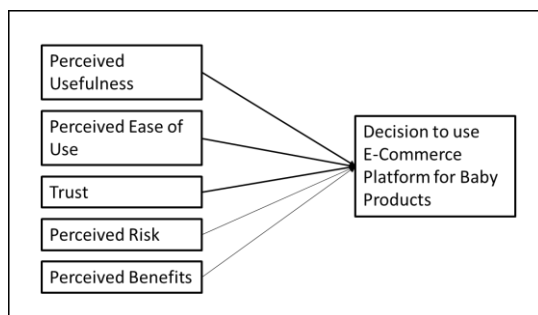 Perceived
Usefulness
Perceived Ease of
Use
Trust
Perceived Risk
Perceived Benefits
Decision to use
E-Commerce
Platform for Baby
Products